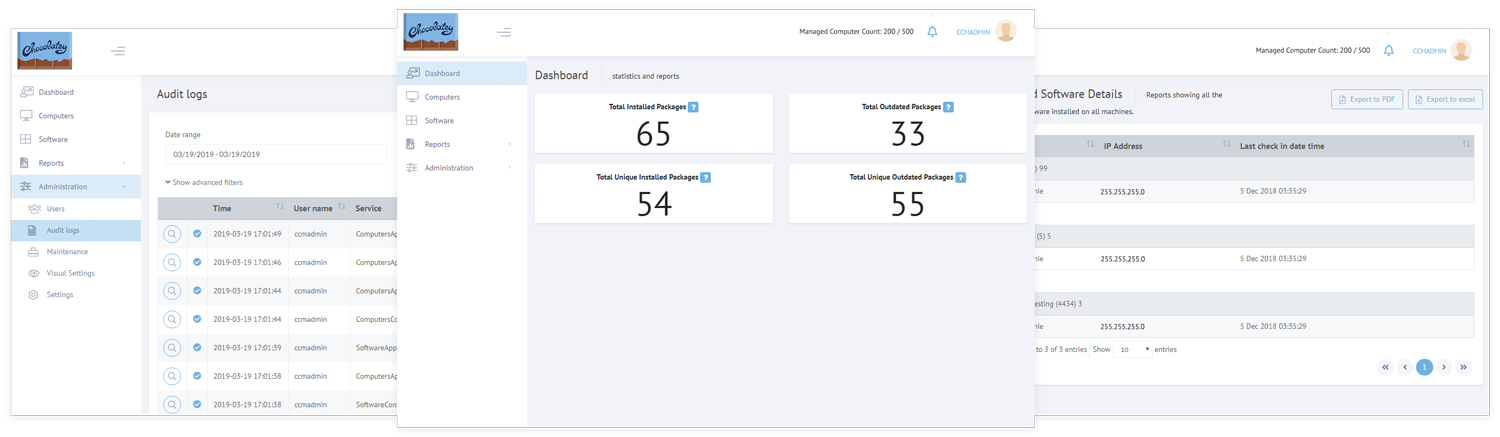 Chocolatey
Dashboard
Computers
Software
Reports
Administration
Users
Audit logs
Maintenance
Visual Settings
Settings
Audit logs
Date range
03/19/2019 - 03/19/2019
Show advanced filters
Time User name Service
2019-03-19 17:01:49 ccmadmin ComputersAp
2019-03-19 17:01:46 ccmadmin ComputersAp
2019-03-19 17:01:44 ccmadmin ComputersAp
2019-03-19 17:01:44 ccmadmin ComputersCo
2019-03-19 17:01:39 ccmadmin SoftwareApp
2019-03-19 17:01:38 ccmadmin ComputersAp
2019-03-19 17:01:38 ccmadmin SoftwareCon
Chocolatey
Managed Computer Count: 200 / 500 CCMADMIN
Dashboard
Computers
Software
Reports
Administration
Dashboard statistics and reports
Total Installed Packages ?
65
Total Outdated Packages ?
33
Total Unique Installed Packages ?
54
Total Unique Outdated Packages ?
55
Managed Computer Count: 200 / 500 CCMADMIN
d Software Details Reports showing all the
ware installed on all machines.
Export to PDF Export to excel
IP Address Last check in date time
) 99
nie 255.255.255.0 5 Dec 2018 03:35:29
(5) 5
nie 255.255.255.0 5 Dec 2018 03:35:29
esting (4434) 3
nie 255.255.255.0 5 Dec 2018 03:35:29
to 3 of 3 entries Show 10 entries
« ‹ 1 › »